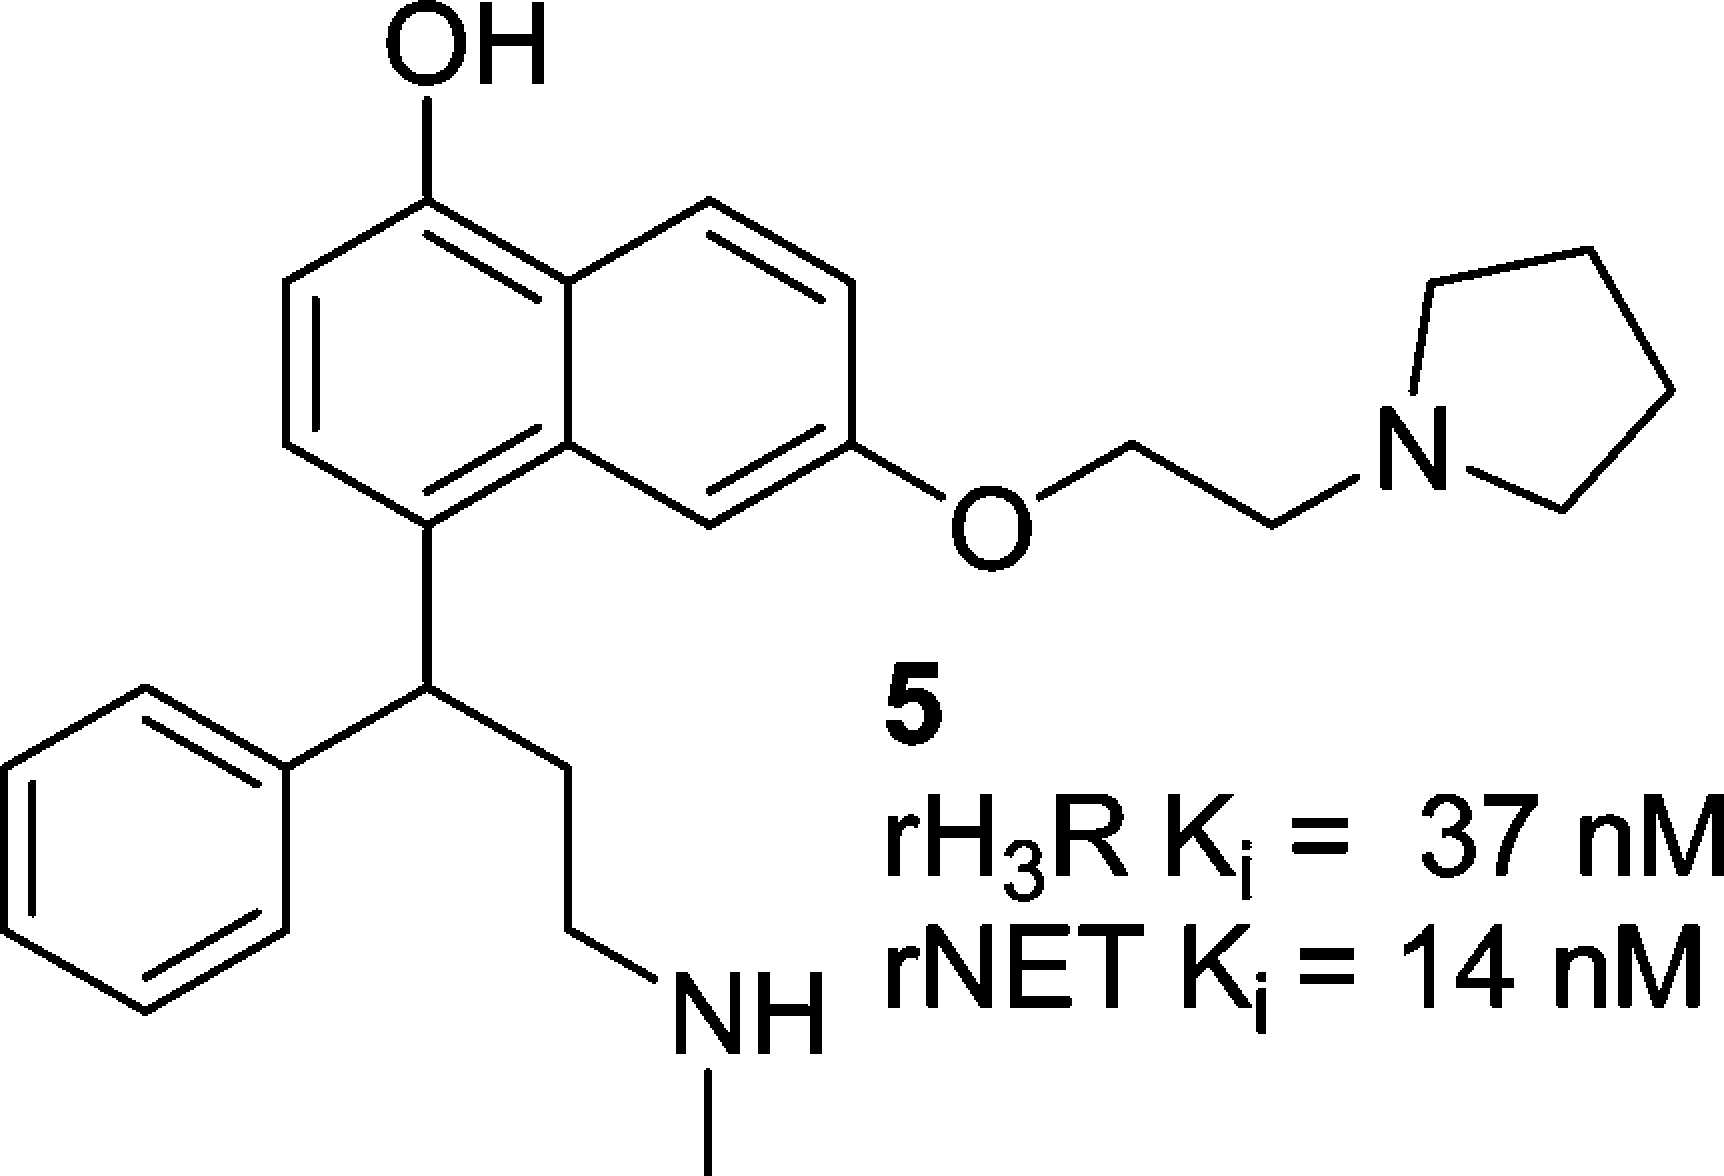 OH
N
O
5
rH₃R Kᵢ = 37 nM
rNET Kᵢ = 14 nM
NH